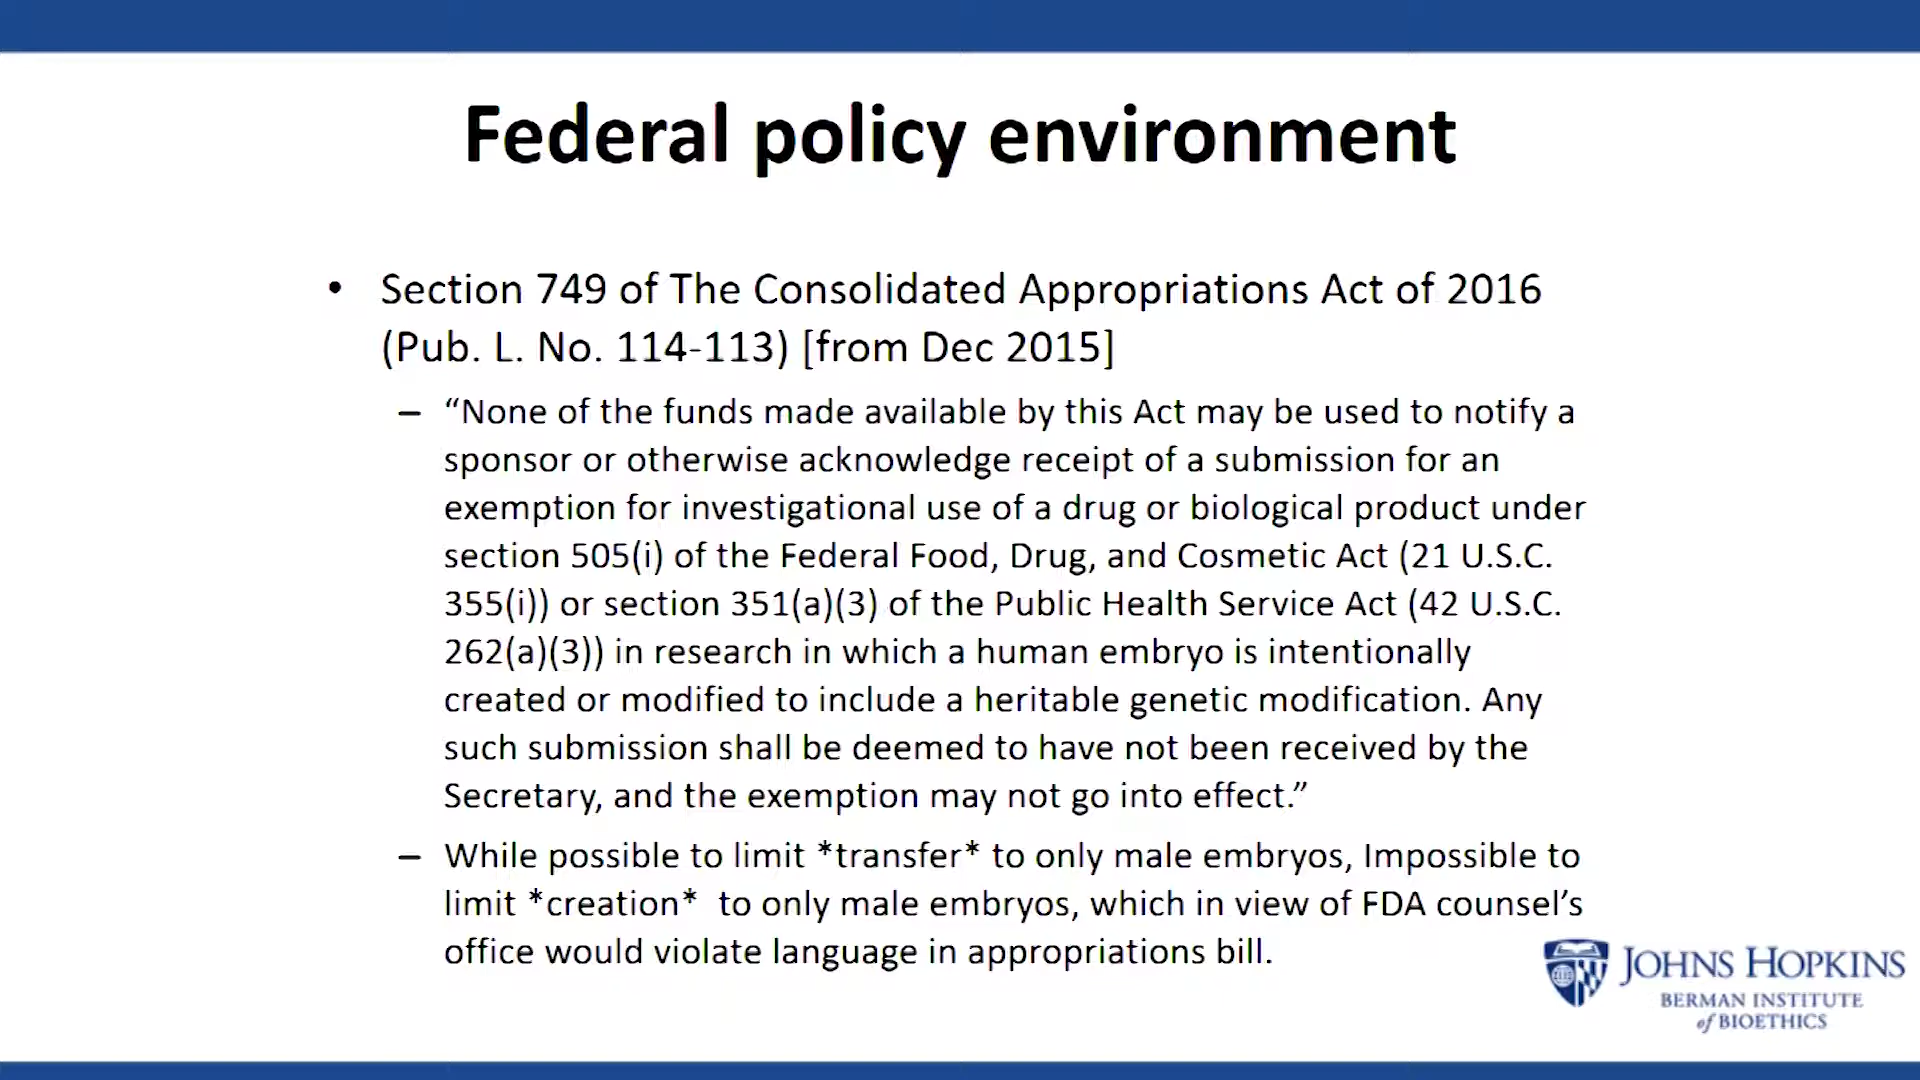 Federal policy environment
• Section 749 of The Consolidated Appropriations Act of 2016
(Pub. L. No. 114-113) [from Dec 2015]
– “None of the funds made available by this Act may be used to notify a
sponsor or otherwise acknowledge receipt of a submission for an
exemption for investigational use of a drug or biological product under
section 505(i) of the Federal Food, Drug, and Cosmetic Act (21 U.S.C.
355(i)) or section 351(a)(3) of the Public Health Service Act (42 U.S.C.
262(a)(3)) in research in which a human embryo is intentionally
created or modified to include a heritable genetic modification. Any
such submission shall be deemed to have not been received by the
Secretary, and the exemption may not go into effect.”
– While possible to limit *transfer* to only male embryos, Impossible to
limit *creation*  to only male embryos, which in view of FDA counsel’s
office would violate language in appropriations bill.
JOHNS HOPKINS
BERMAN INSTITUTE
of BIOETHICS